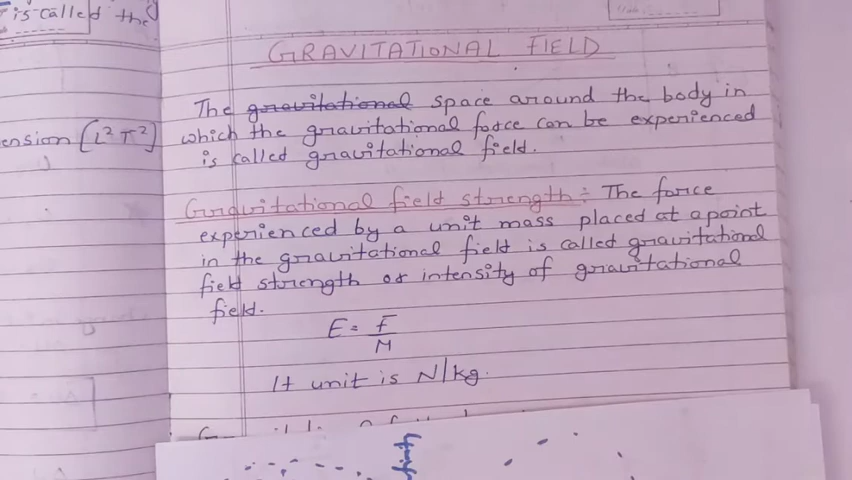 is called the
ension [L² T²]
GRAVITATIONAL FIELD
The gravitational space around the body in
which the gravitational force can be experienced
is called gravitational field.
Gravitational field strength:- The force
experienced by a unit mass placed at a point
in the gravitational field is called gravitational
field strength or intensity of gravitational
field.
E = F/M
It unit is N/kg.